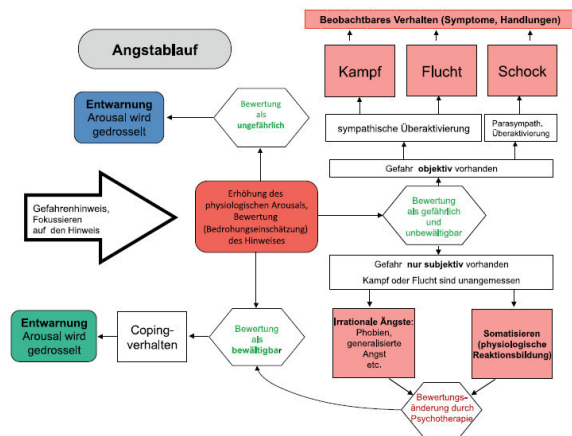 Beobachtbares Verhalten (Symptome, Handlungen)
Angstablauf
Kampf
Flucht
Schock
Entwarnung
Arousal wird
gedrosselt
Bewertung
als
ungefährlich
sympathische Überaktivierung
Parasympath.
Überaktivierung
Gefahr objektiv vorhanden
Gefahrenhinweis,
Fokussieren
auf den Hinweis
Erhöhung des
physiologischen Arousals,
Bewertung
(Bedrohungseinschätzung)
des Hinweises
Bewertung
als gefährlich
und
unbewältigbar
Gefahr nur subjektiv vorhanden
Kampf oder Flucht sind unangemessen
Entwarnung
Arousal wird
gedrosselt
Coping-
verhalten
Bewertung
als
bewältigbar
Irrationale Ängste:
Phobien,
generalisierte
Angst
etc.
Somatisieren
(physiologische
Reaktionsbildung)
Bewertungs-
änderung durch
Psychotherapie